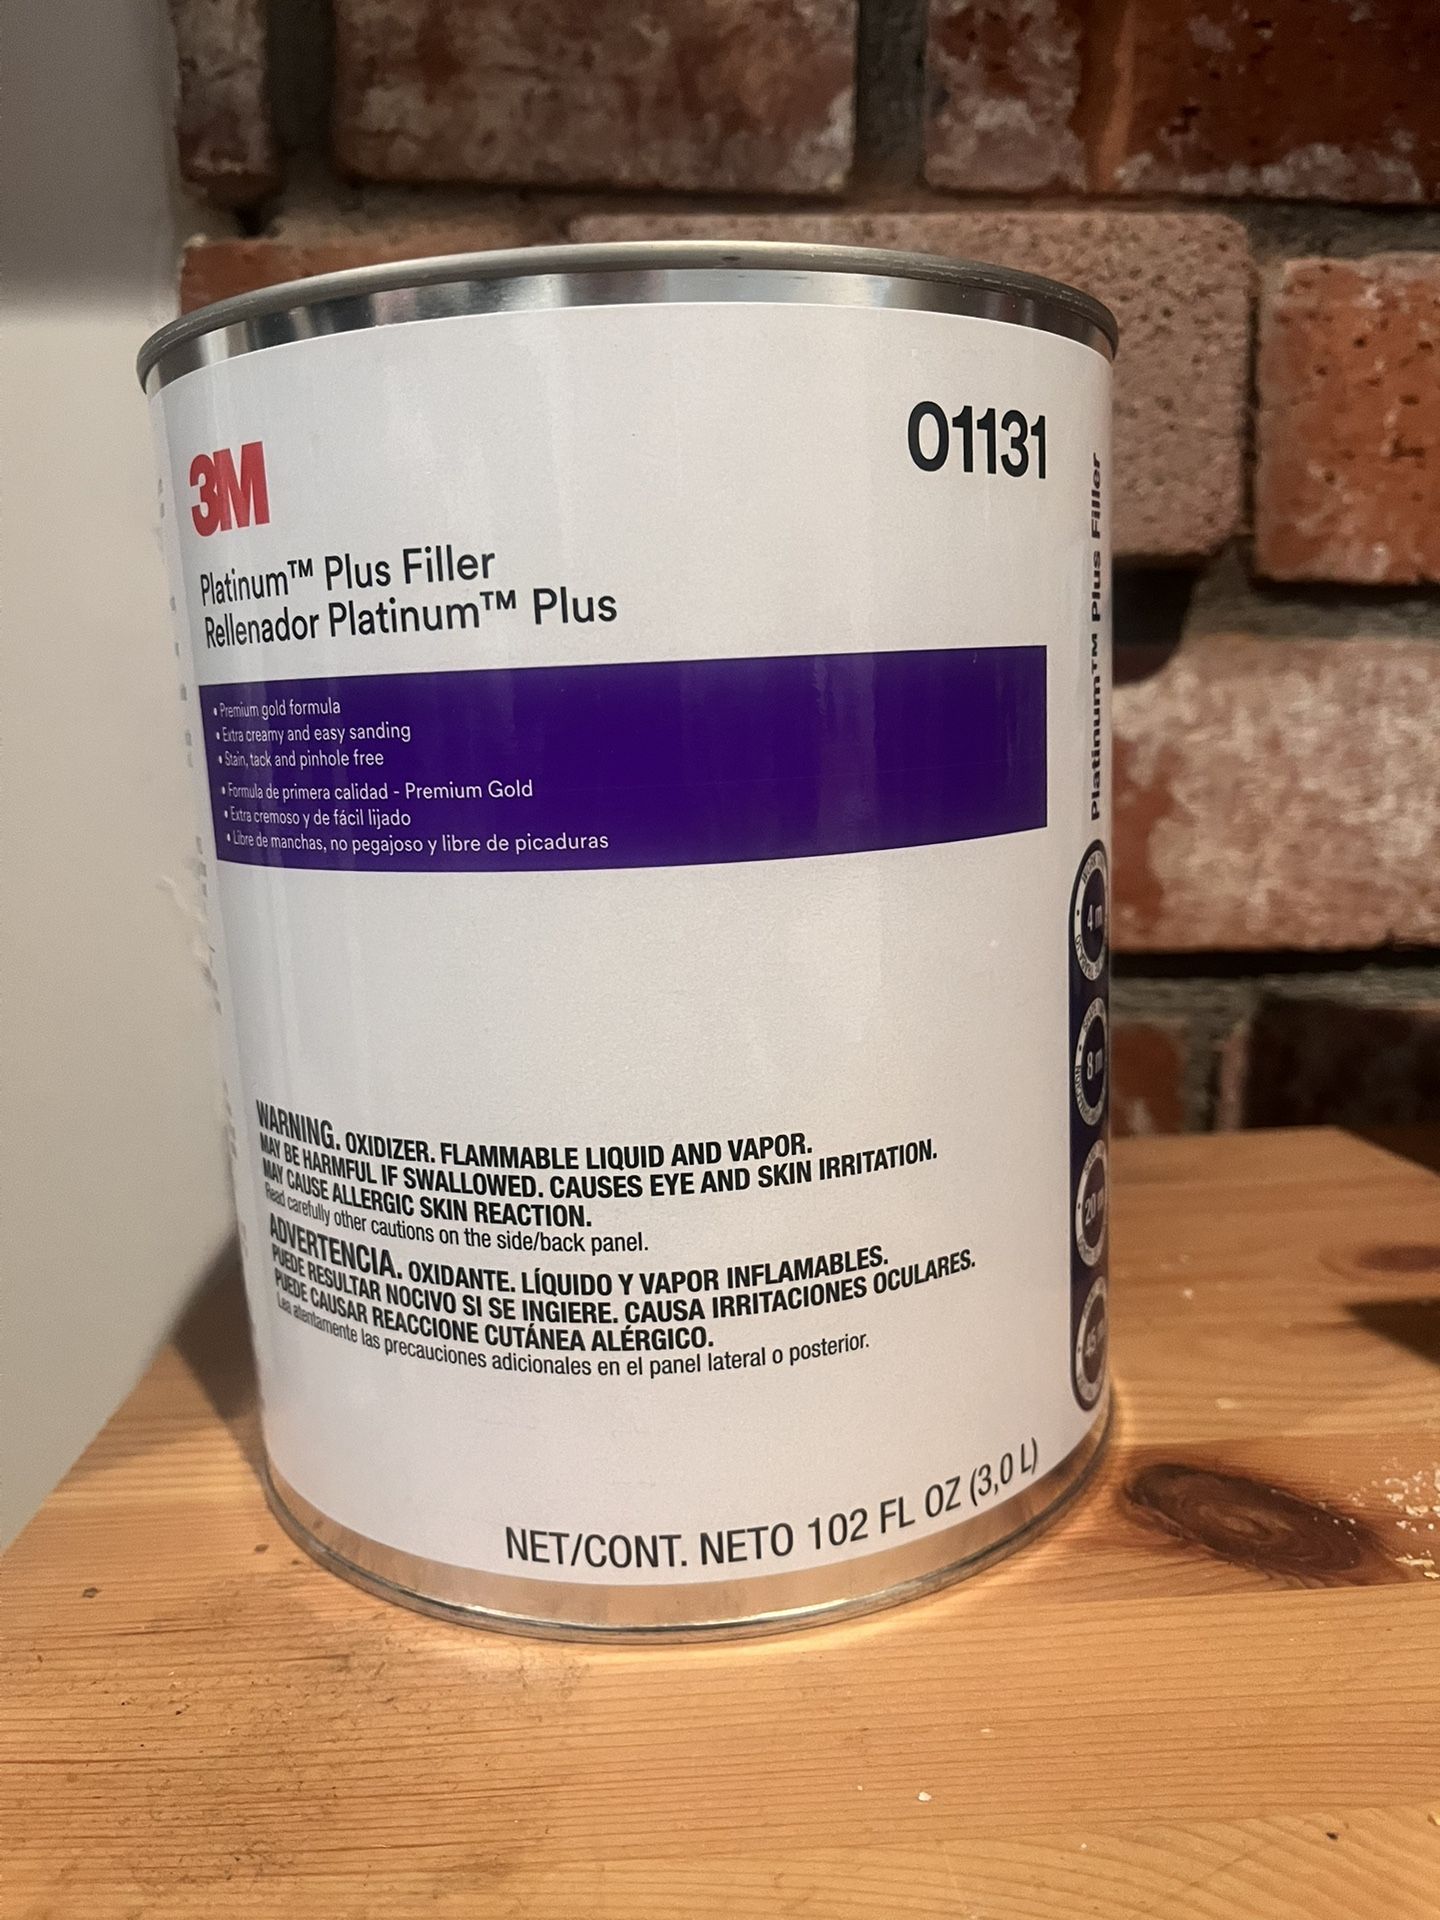 3M
01131
Platinum™ Plus Filler
Rellenador Platinum™ Plus
• Premium gold formula
• Extra creamy and easy sanding
• Stain, tack and pinhole free
• Formula de primera calidad - Premium Gold
• Extra cremoso y de fácil lijado
• Libre de manchas, no pegajoso y libre de picaduras
WARNING. OXIDIZER. FLAMMABLE LIQUID AND VAPOR.
MAY BE HARMFUL IF SWALLOWED. CAUSES EYE AND SKIN IRRITATION.
MAY CAUSE ALLERGIC SKIN REACTION.
Read carefully other cautions on the side/back panel.
ADVERTENCIA. OXIDANTE. LÍQUIDO Y VAPOR INFLAMABLES.
PUEDE RESULTAR NOCIVO SI SE INGIERE. CAUSA IRRITACIONES OCULARES.
PUEDE CAUSAR REACCIONE CUTÁNEA ALÉRGICO.
Lea atentamente las precauciones adicionales en el panel lateral o posterior.
NET/CONT. NETO 102 FL OZ (3,0 L)
Platinum™ Plus Filler
4 m
8 m
20